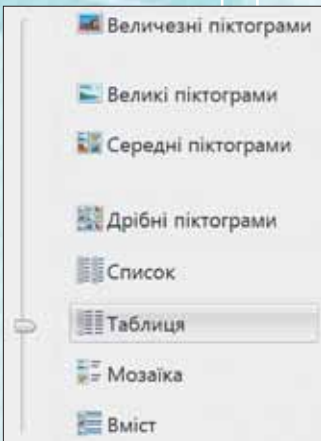 Величезні піктограми
Великі піктограми
Середні піктограми
Дрібні піктограми
Список
Таблиця
Мозаїка
Вміст